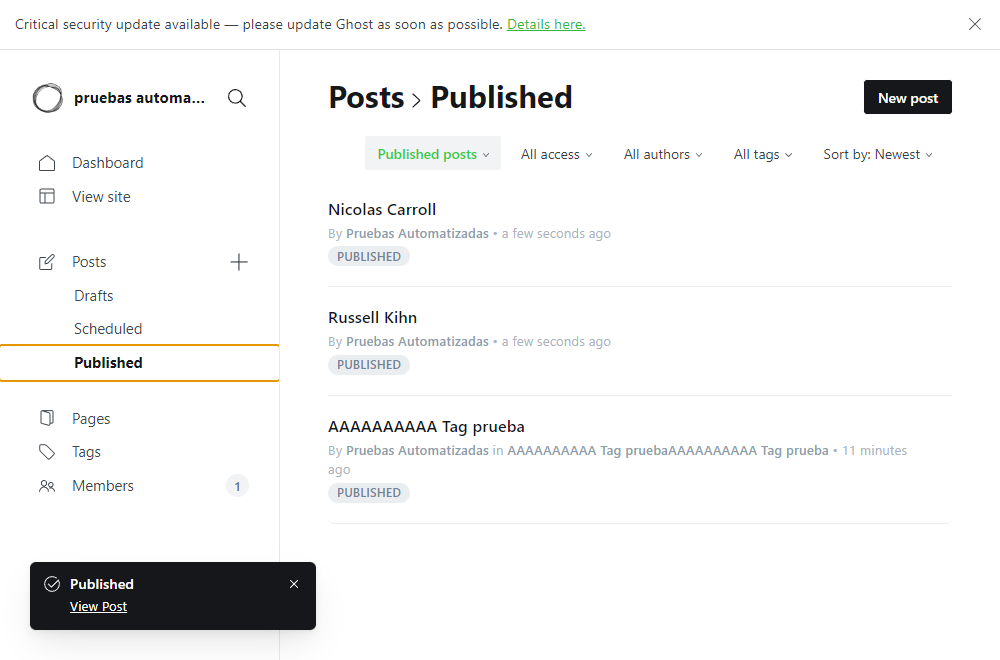 Critical security update available — please update Ghost as soon as possible. Details here.
pruebas automa...
Dashboard
View site
Posts
Drafts
Scheduled
Published
Pages
Tags
Members
1
Published
View Post
Posts > Published
New post
Published posts
All access
All authors
All tags
Sort by: Newest
Nicolas Carroll
By Pruebas Automatizadas • a few seconds ago
PUBLISHED
Russell Kihn
By Pruebas Automatizadas • a few seconds ago
PUBLISHED
AAAAAAAAAA Tag prueba
By Pruebas Automatizadas in AAAAAAAAAA Tag pruebaAAAAAAAAAA Tag prueba • 11 minutes
ago
PUBLISHED